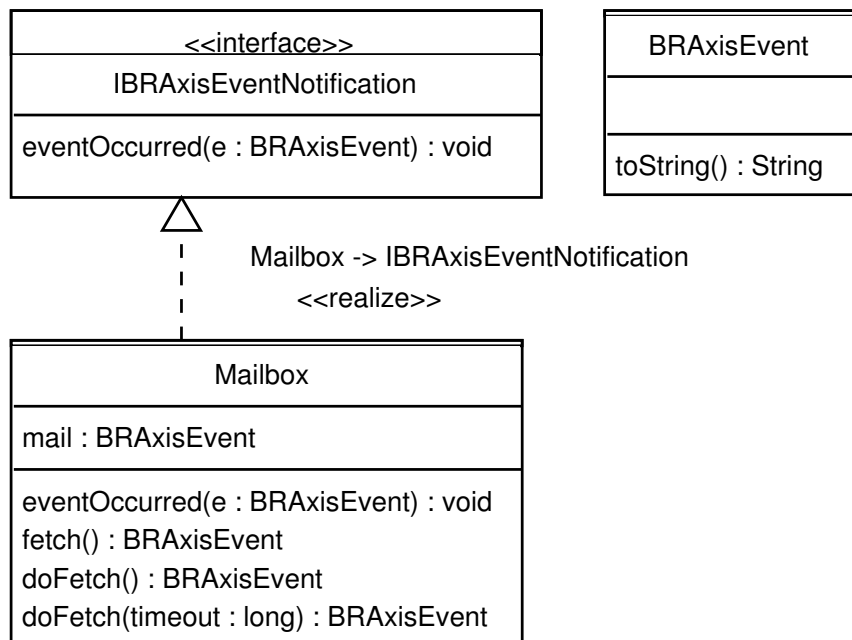 <<interface>>
IBRAxisEventNotification
eventOccurred(e : BRAxisEvent) : void
BRAxisEvent
toString() : String
Mailbox -> IBRAxisEventNotification
<<realize>>
Mailbox
mail : BRAxisEvent
eventOccurred(e : BRAxisEvent) : void
fetch() : BRAxisEvent
doFetch() : BRAxisEvent
doFetch(timeout : long) : BRAxisEvent